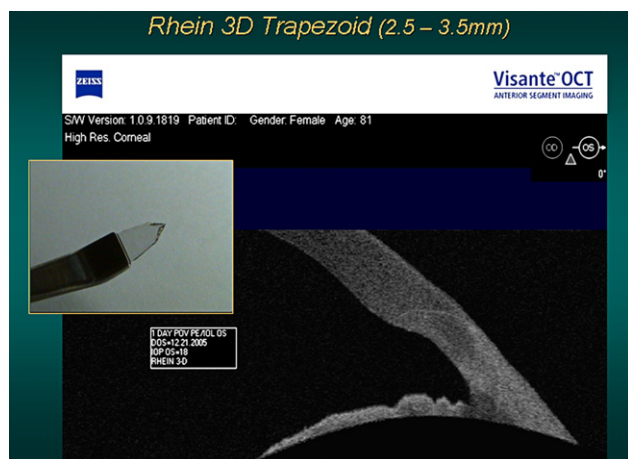 Rhein 3D Trapezoid (2.5 – 3.5mm)
ZEISS
Visante™ OCT
ANTERIOR SEGMENT IMAGING
S/W Version: 1.0.9.1819 Patient ID: Gender: Female Age: 81
High Res. Corneal
OD OS
0°
1 DAY POV PE/IOL OS
DOS=12.21.2005
IOP OS=18
RHEIN 3-D